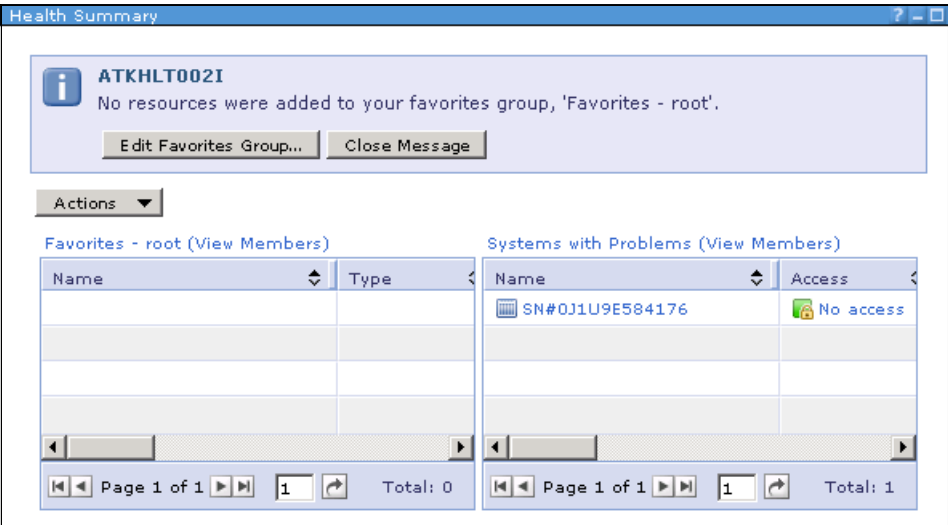 Health Summary
ATKHLT002I
No resources were added to your favorites group, 'Favorites - root'.
Edit Favorites Group... Close Message
Actions
Favorites - root (View Members) Systems with Problems (View Members)
Name Type Name Access
SN#0J1U9E584176 No access
Page 1 of 1 1 Total: 0 Page 1 of 1 1 Total: 1